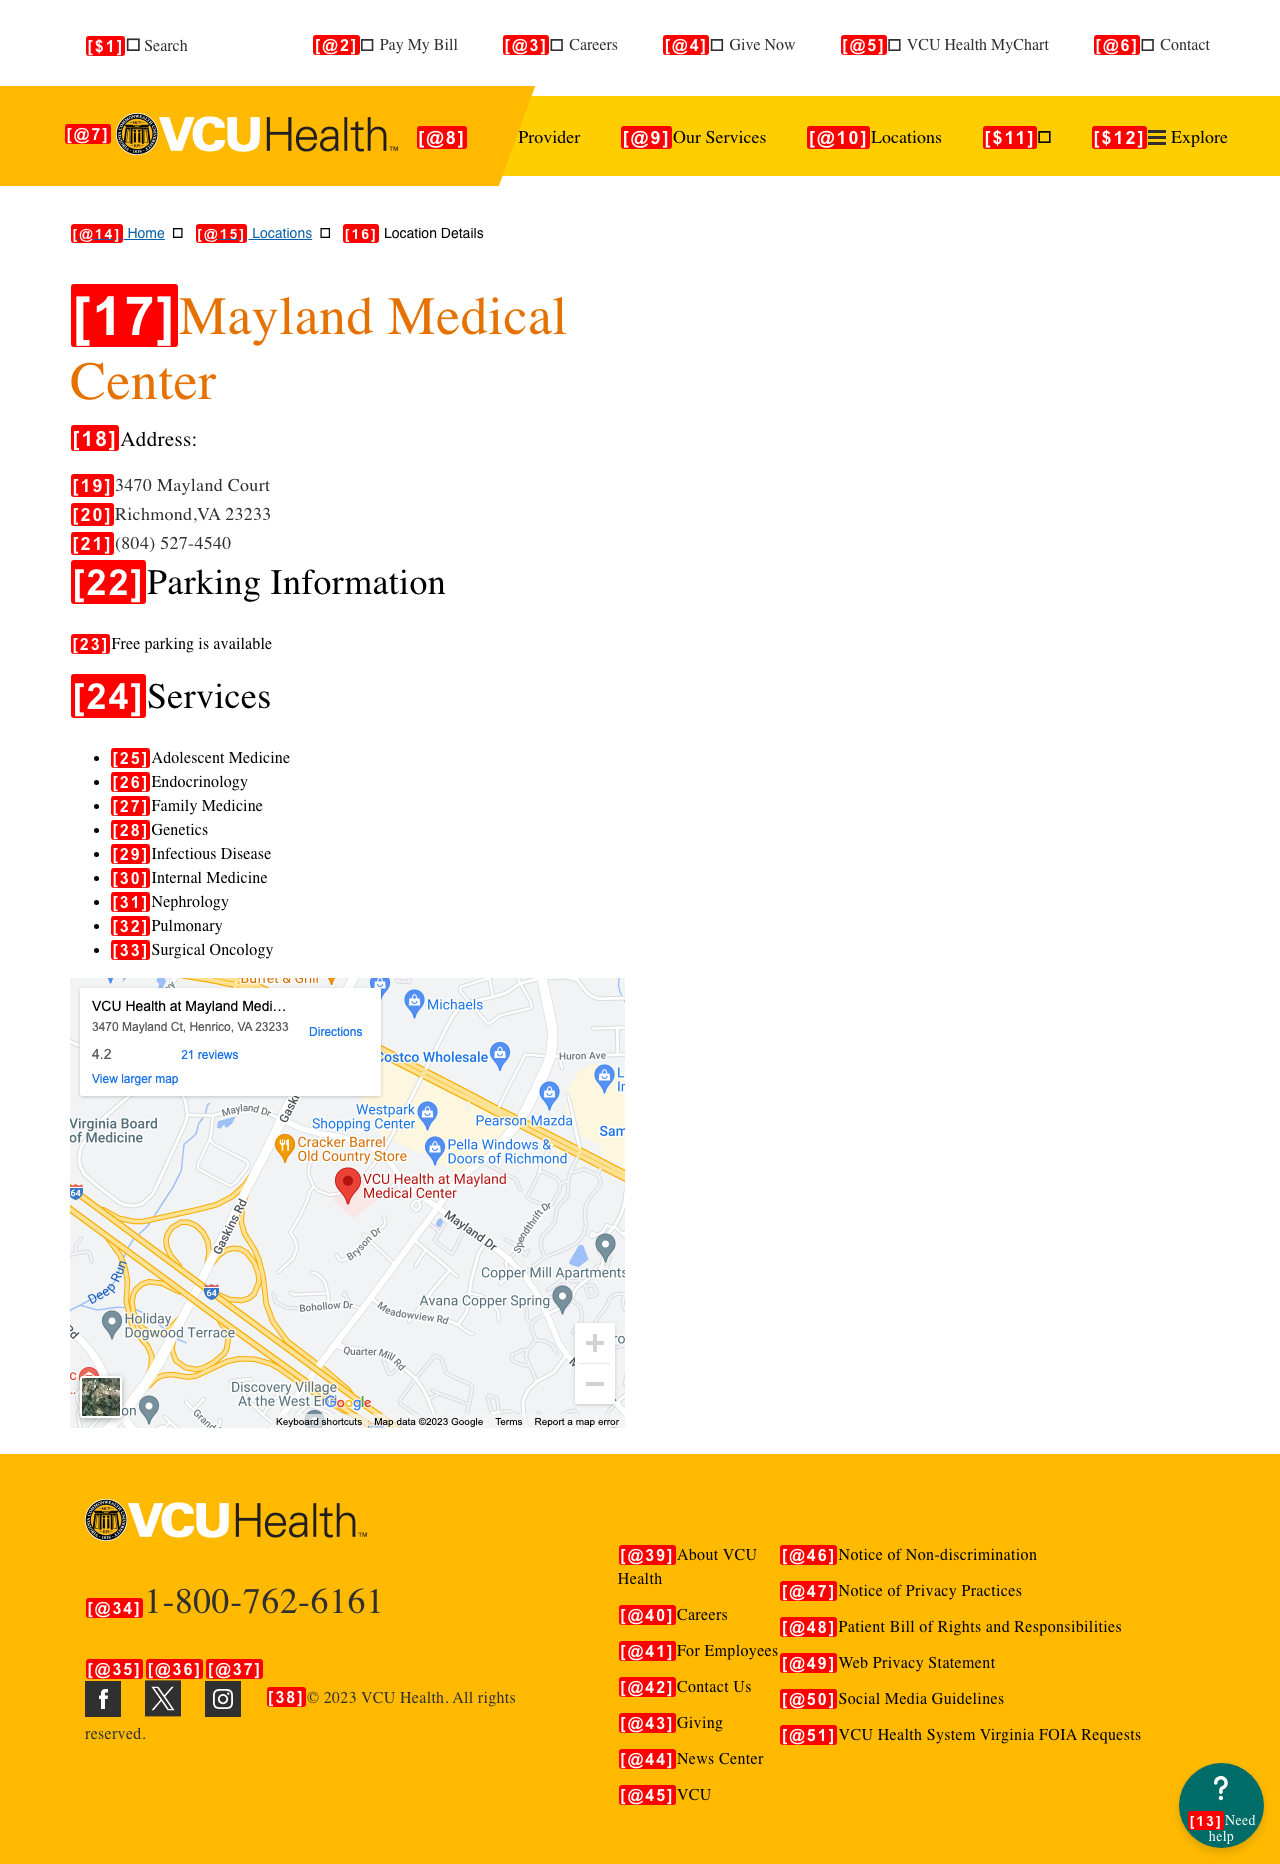 [$1] Search
[@2] Pay My Bill
[@3] Careers
[@4] Give Now
[@5] VCU Health MyChart
[@6] Contact
[@7] VCUHealth™
[@8] Provider
[@9]Our Services
[@10]Locations
[$11]
[$12] Explore
[@14] Home
[@15] Locations
[16] Location Details
[17]Mayland Medical
Center
[18]Address:
[19]3470 Mayland Court
[20]Richmond,VA 23233
[21](804) 527-4540
[22]Parking Information
[23]Free parking is available
[24]Services
[25]Adolescent Medicine
[26]Endocrinology
[27]Family Medicine
[28]Genetics
[29]Infectious Disease
[30]Internal Medicine
[31]Nephrology
[32]Pulmonary
[33]Surgical Oncology
VCU Health at Mayland Medi...
3470 Mayland Ct, Henrico, VA 23233
Directions
4.2
21 reviews
View larger map
Buffet & Grill
Michaels
Costco Wholesale
Huron Ave
Westpark
Shopping Center
Pearson Mazda
Sam
Virginia Board
of Medicine
Mayland Dr
Gaskins
Cracker Barrel
Old Country Store
Pella Windows &
Doors of Richmond
VCU Health at Mayland
Medical Center
64
Gaskins Rd
Mayland Dr
Spendthrift Dr
Bryson Dr
Deep Run
64
Copper Mill Apartments
Avana Copper Spring
Bohollow Dr
Meadowview Rd
Holiday
Dogwood Terrace
Quarter Mill Rd
Discovery Village
At the West End
Google
Keyboard shortcuts
Map data ©2023 Google
Terms
Report a map error
VCUHealth™
[@34]1-800-762-6161
[@35] [@36] [@37]
[38]© 2023 VCU Health. All rights
reserved.
[@39]About VCU
Health
[@40]Careers
[@41]For Employees
[@42]Contact Us
[@43]Giving
[@44]News Center
[@45]VCU
[@46]Notice of Non-discrimination
[@47]Notice of Privacy Practices
[@48]Patient Bill of Rights and Responsibilities
[@49]Web Privacy Statement
[@50]Social Media Guidelines
[@51]VCU Health System Virginia FOIA Requests
?
[13]Need
help